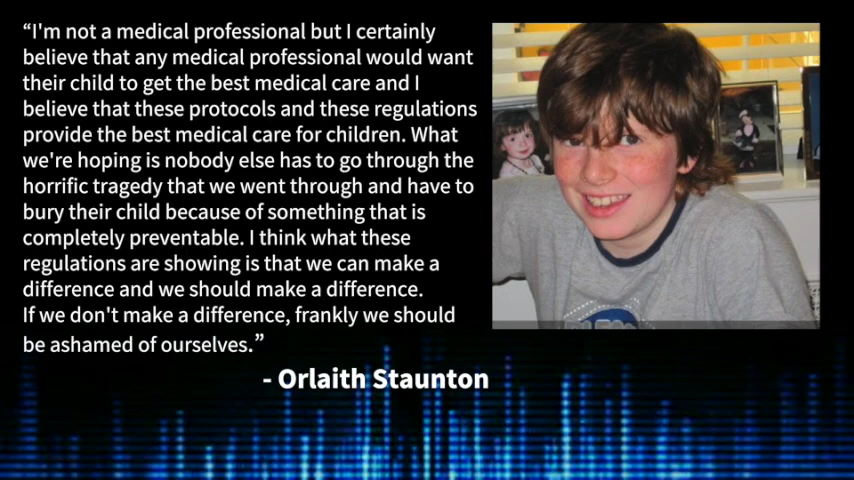 “I'm not a medical professional but I certainly
believe that any medical professional would want
their child to get the best medical care and I
believe that these protocols and these regulations
provide the best medical care for children. What
we're hoping is nobody else has to go through the
horrific tragedy that we went through and have to
bury their child because of something that is
completely preventable. I think what these
regulations are showing is that we can make a
difference and we should make a difference.
If we don't make a difference, frankly we should
be ashamed of ourselves.”
- Orlaith Staunton